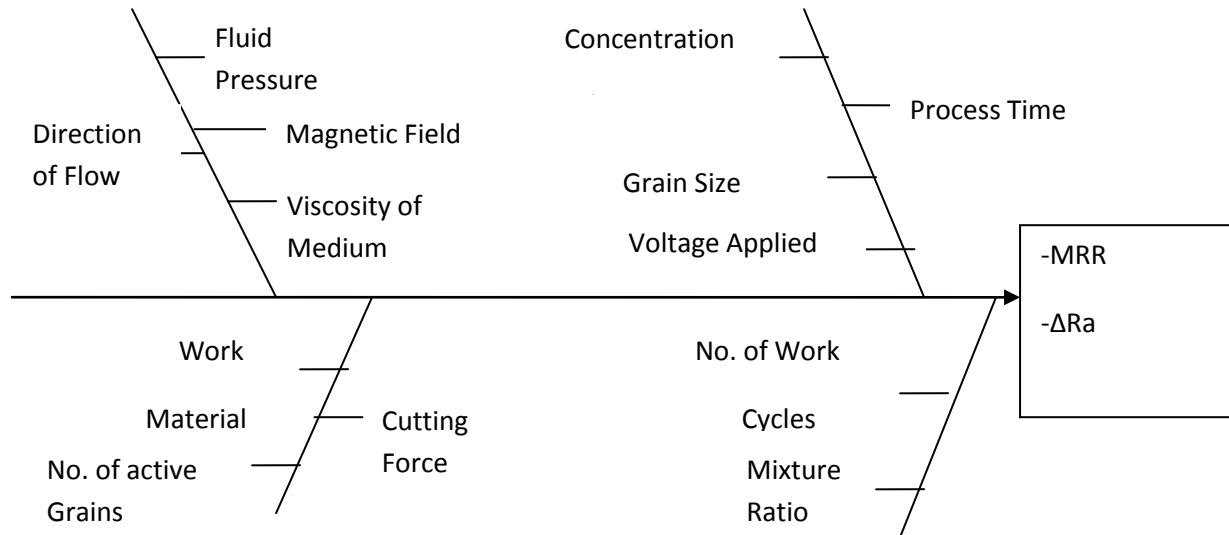 Fluid
Pressure
Direction
of Flow
Magnetic Field
Viscosity of
Medium
Concentration
Process Time
Grain Size
Voltage Applied
-MRR
-ΔRa
Work
Material
Cutting
Force
No. of active
Grains
No. of Work
Cycles
Mixture
Ratio